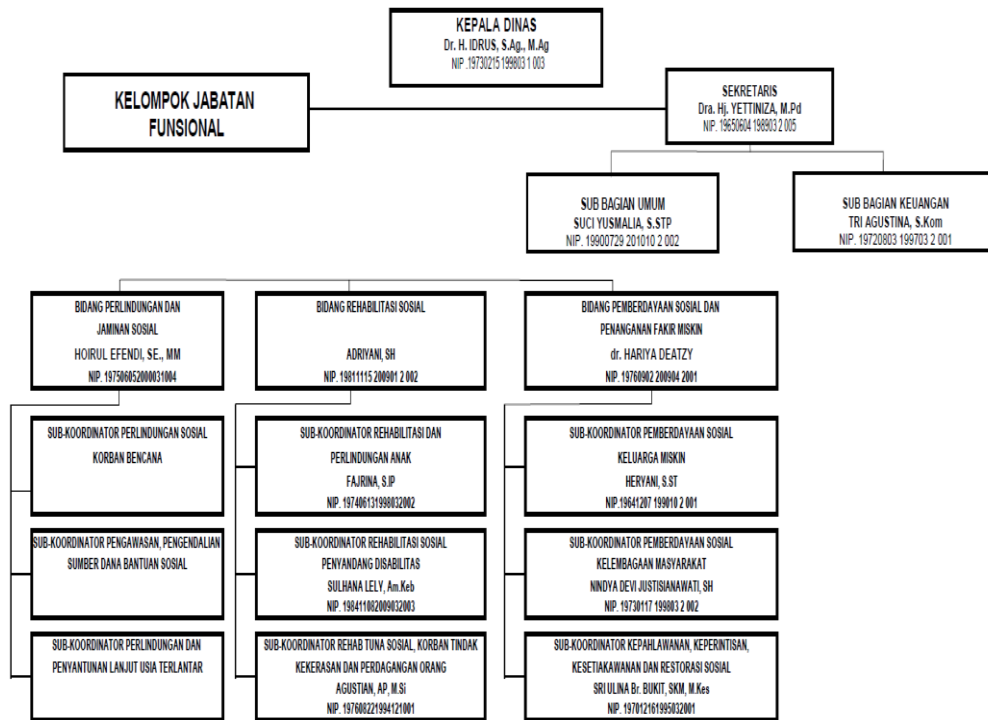 KEPALA DINAS
Dr. H. IDRUS, S.Ag., M.Ag
NIP .19730215 199803 1 003
KELOMPOK JABATAN
FUNSIONAL
SEKRETARIS
Dra. Hj. YETTINIZA, M.Pd
NIP. 19650604 198903 2 005
SUB BAGIAN UMUM
SUCI YUSMALIA, S.STP
NIP. 19900729 201010 2 002
SUB BAGIAN KEUANGAN
TRI AGUSTINA, S.Kom
NIP. 19720803 199703 2 001
BIDANG PERLINDUNGAN DAN
JAMINAN SOSIAL
HOIRUL EFENDI, SE., MM
NIP. 197506052000031004
BIDANG REHABILITASI SOSIAL
ADRIYANI, SH
NIP. 19811115 200901 2 002
BIDANG PEMBERDAYAAN SOSIAL DAN
PENANGANAN FAKIR MISKIN
dr. HARIYA DEATZY
NIP. 19760902 200904 2001
SUB-KOORDINATOR PERLINDUNGAN SOSIAL
KORBAN BENCANA
SUB-KOORDINATOR REHABILITASI DAN
PERLINDUNGAN ANAK
FAJRINA, S.IP
NIP. 197406131998032002
SUB-KOORDINATOR PEMBERDAYAAN SOSIAL
KELUARGA MISKIN
HERYANI, S.ST
NIP.19641207 199010 2 001
SUB-KOORDINATOR PENGAWASAN, PENGENDALIAN
SUMBER DANA BANTUAN SOSIAL
SUB-KOORDINATOR REHABILITASI SOSIAL
PENYANDANG DISABILITAS
SULHANA LELY, Am.Keb
NIP. 198411082009032003
SUB-KOORDINATOR PEMBERDAYAAN SOSIAL
KELEMBAGAAN MASYARAKAT
NINDYA DEVI JUSTISIANAWATI, SH
NIP. 19730117 199803 2 002
SUB-KOORDINATOR PERLINDUNGAN DAN
PENYANTUNAN LANJUT USIA TERLANTAR
SUB-KOORDINATOR REHAB TUNA SOSIAL, KORBAN TINDAK
KEKERASAN DAN PERDAGANGAN ORANG
AGUSTIAN, AP, M.Si
NIP. 197608221994121001
SUB-KOORDINATOR KEPAHLAWANAN, KEPERINTISAN,
KESETIAKAWANAN DAN RESTORASI SOSIAL
SRI ULINA Br. BUKIT, SKM, M.Kes
NIP. 197012161995032001